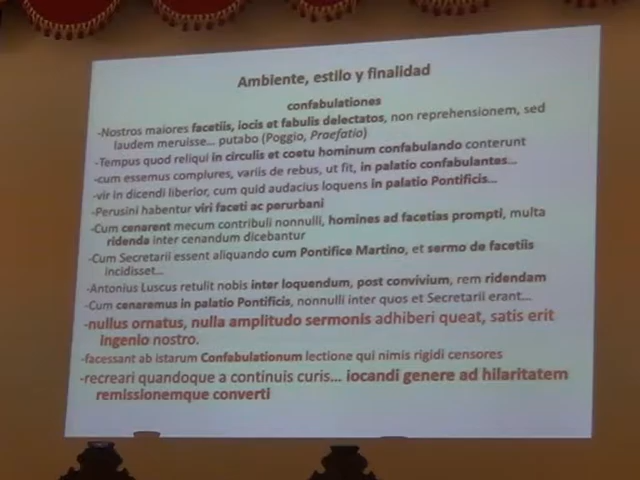 Ambiente, estilo y finalidad
confabulationes
-Nostros maiores facetiis, iocis et fabulis delectatos, non reprehensionem, sed
laudem meruisse... putabo (Poggio, Praefatio)
-Tempus quod reliqui in circulis et coetu hominum confabulando conterunt
-cum essemus complures, variis de rebus, ut fit, in palatio confabulantes...
-vir in dicendi liberior, cum quid audacius loquens in palatio Pontificis...
-Perusini habentur viri faceti ac perurbani
-Cum cenarent mecum contribuli nonnulli, homines ad facetias prompti, multa
ridenda inter cenandum dicebantur
-Cum Secretarii essent aliquando cum Pontifice Martino, et sermo de facetiis
incidisset...
-Antonius Luscus retulit nobis inter loquendum, post convivium, rem ridendam
-Cum cenaremus in palatio Pontificis, nonnulli inter quos et Secretarii erant...
-nullus ornatus, nulla amplitudo sermonis adhiberi queat, satis erit
ingenio nostro.
-facessant ab istarum Confabulationum lectione qui nimis rigidi censores
-recreari quandoque a continuis curis... iocandi genere ad hilaritatem
remissionemque converti